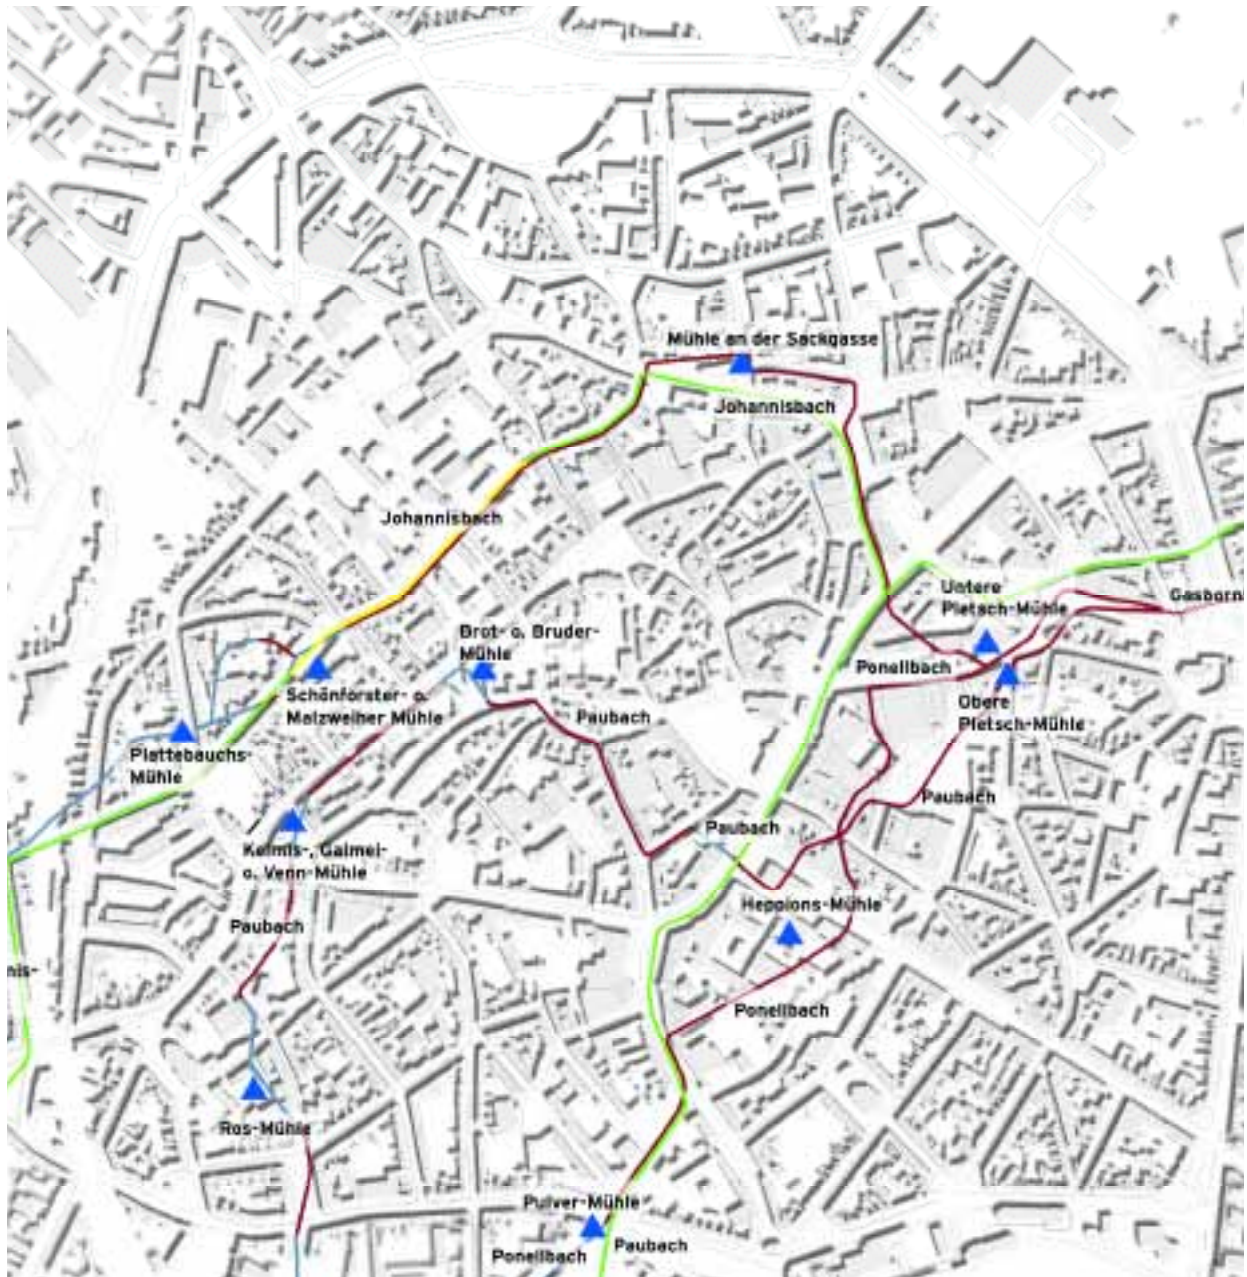 Mühle an der Sackgasse
Johannisbach
Johannisbach
Untere
Pletsch-Mühle
Gasborn
Brot- o. Bruder-
Mühle
Ponellbach
Schönforster- o.
Malzweiher Mühle
Paubach
Obere
Pletsch-Mühle
Plattebauchs-
Mühle
Paubach
Paubach
Kelmis-, Galmei-
o. Venn-Mühle
Heppions-Mühle
Paubach
nis-
Ponellbach
Ros-Mühle
Pulver-Mühle
Paubach
Ponellbach